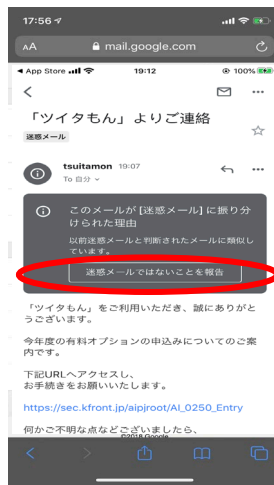 17:56
AA mail.google.com
App Store 19:12 100%
「ツイタもん」よりご連絡
迷惑メール
tsuitamon 19:07
To 自分
このメールが [迷惑メール] に振り分
けられた理由
以前迷惑メールと判断されたメールに類似し
ています。
迷惑メールではないことを報告
「ツイタもん」をご利用いただき、誠にありがと
うございます。
今年度の有料オプションの申込みについてのご案
内です。
下記URLへアクセスし、
お手続きをお願いいたします。
https://sec.kfront.jp/aipjroot/AI_0250_Entry
何かご不明な点などございましたら、
©2018 Google